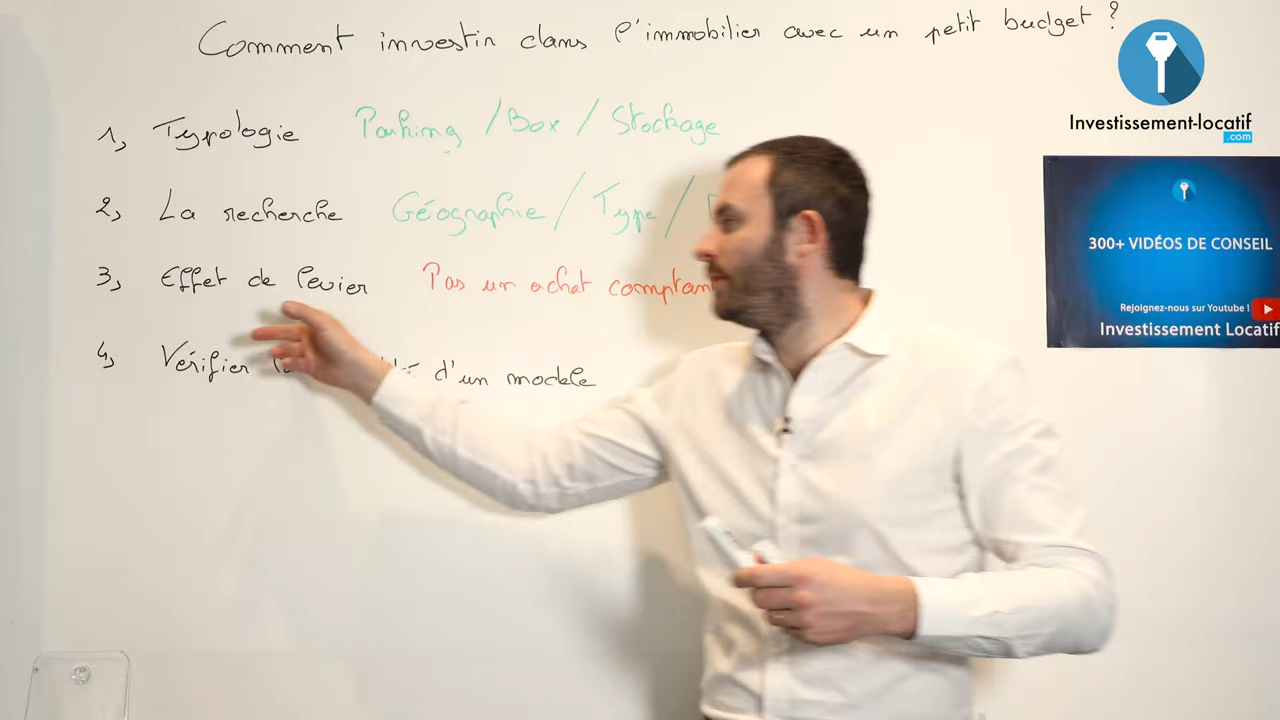 Comment investir dans l'immobilier avec un petit budget ?
1, Typologie Parking / Box / Stockage
2, La recherche Géographie / Type /
3, Effet de levier Pas un achat comptan
4, Vérifier d'un modèle
Investissement-locatif
.com
300+ VIDÉOS DE CONSEIL
Rejoignez-nous sur Youtube !
Investissement Locatif